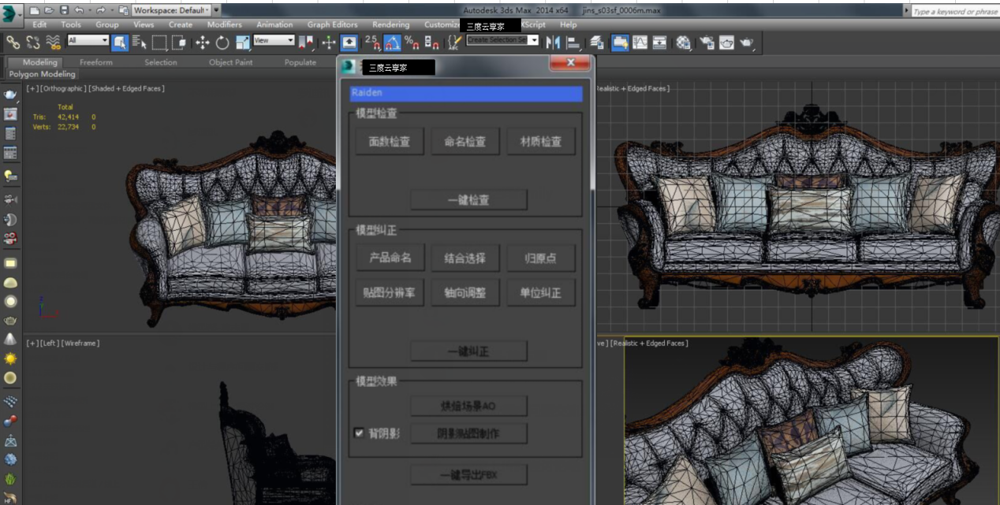 Workspace: Default
Autodesk 3ds Max 2014 x64 jins_s03sf_0006m.max
Type a keyword or phrase
Edit Tools Group Views Create Modifiers Animation Graph Editors Rendering Customize 三度云享家 XScript Help
All
View
2.5
Create Selection Set
Modeling Freeform Selection Object Paint Populate
Polygon Modeling
三度云享家
[+] [Orthographic] [Shaded + Edged Faces]
Realistic + Edged Faces ]
Total
Tris: 42,414 0
Verts: 22,734 0
Raiden
模型检查
面数检查 命名检查 材质检查
一键检查
模型纠正
产品命名 结合选择 归原点
贴图分辨率 轴向调整 单位纠正
一键纠正
[+] [Left] [Wireframe]
ve ] [Realistic + Edged Faces ]
模型效果
烘焙场景AO
背阴影 阴影贴图制作
一键导出FBX
HF